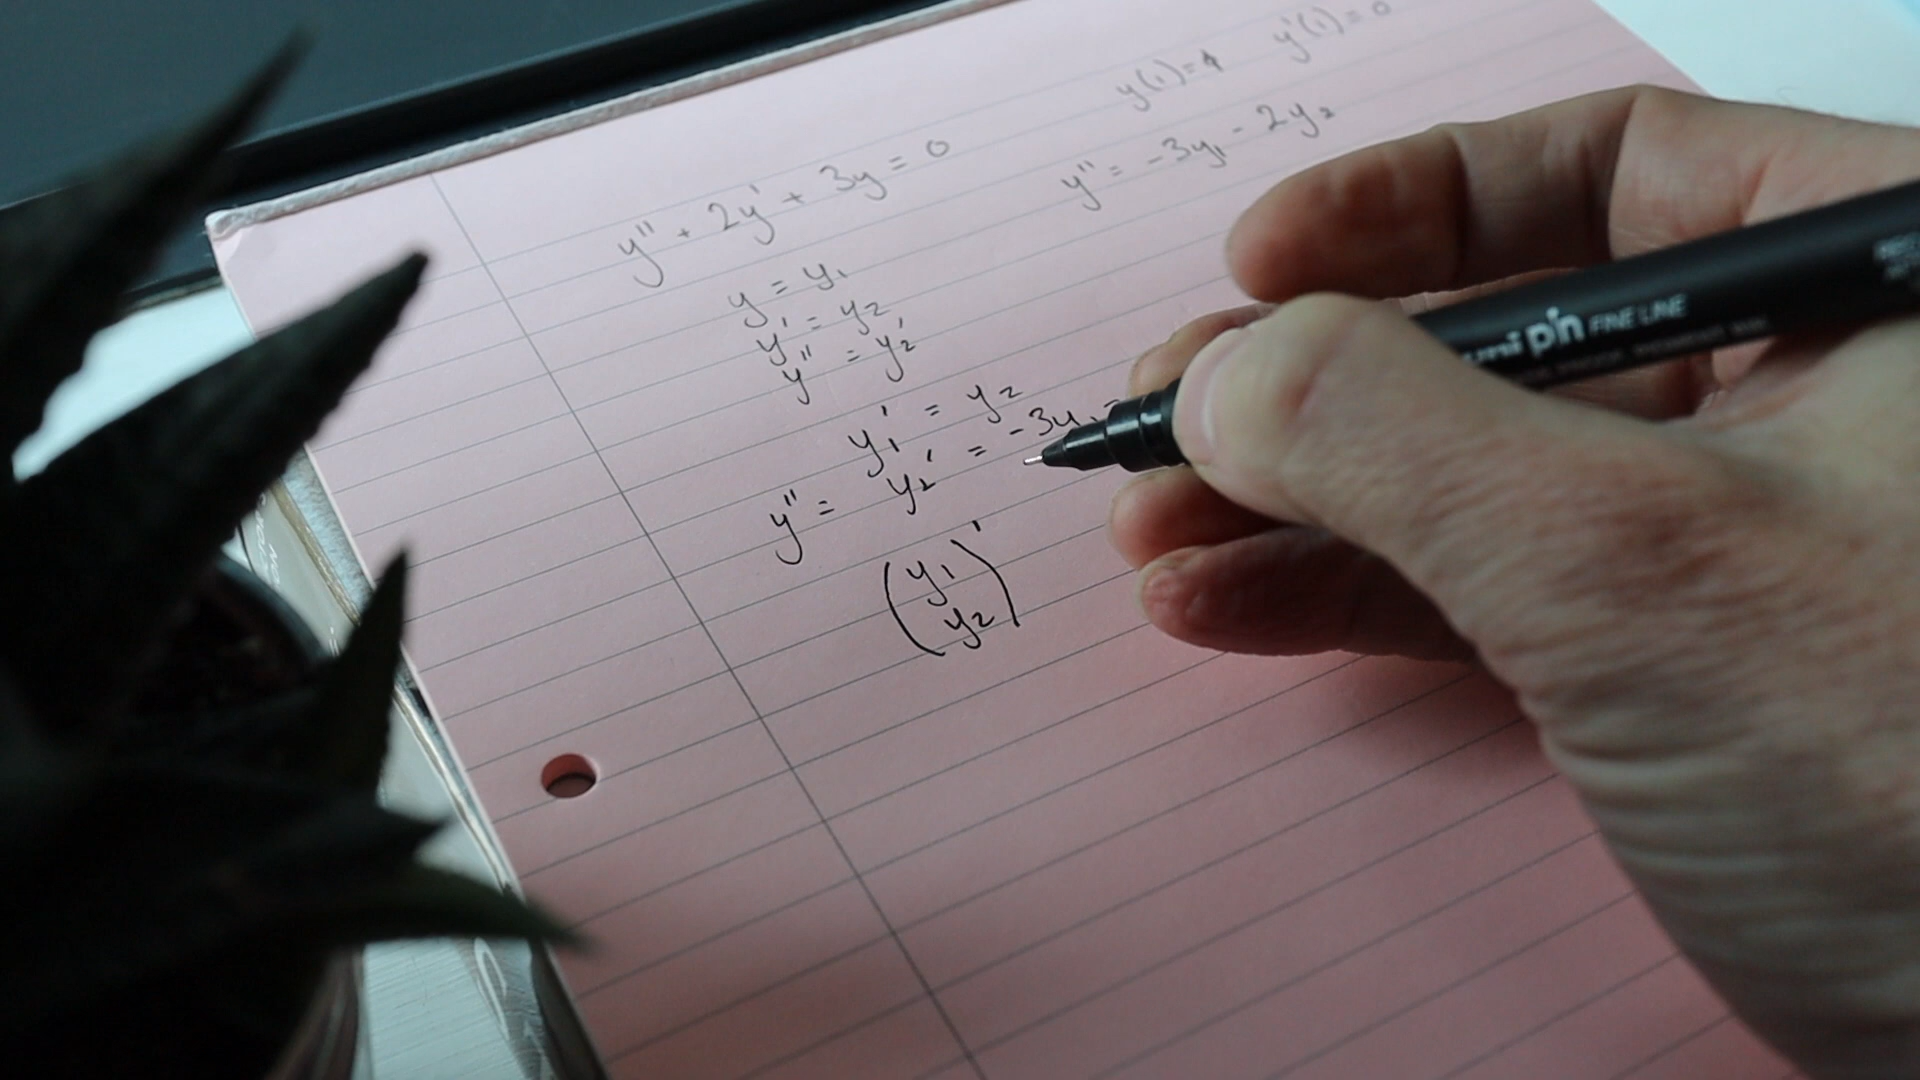 y(1)=4 y'(1)=0
y'' + 2y' + 3y = 0
y'' = -3y₁ - 2y₂
y = y₁
y' = y₂
y'' = y₂'
y₁' = y₂
y'' = y₂' = -3y₁ -
(y₁
y₂)'
uni pin FINE LINE